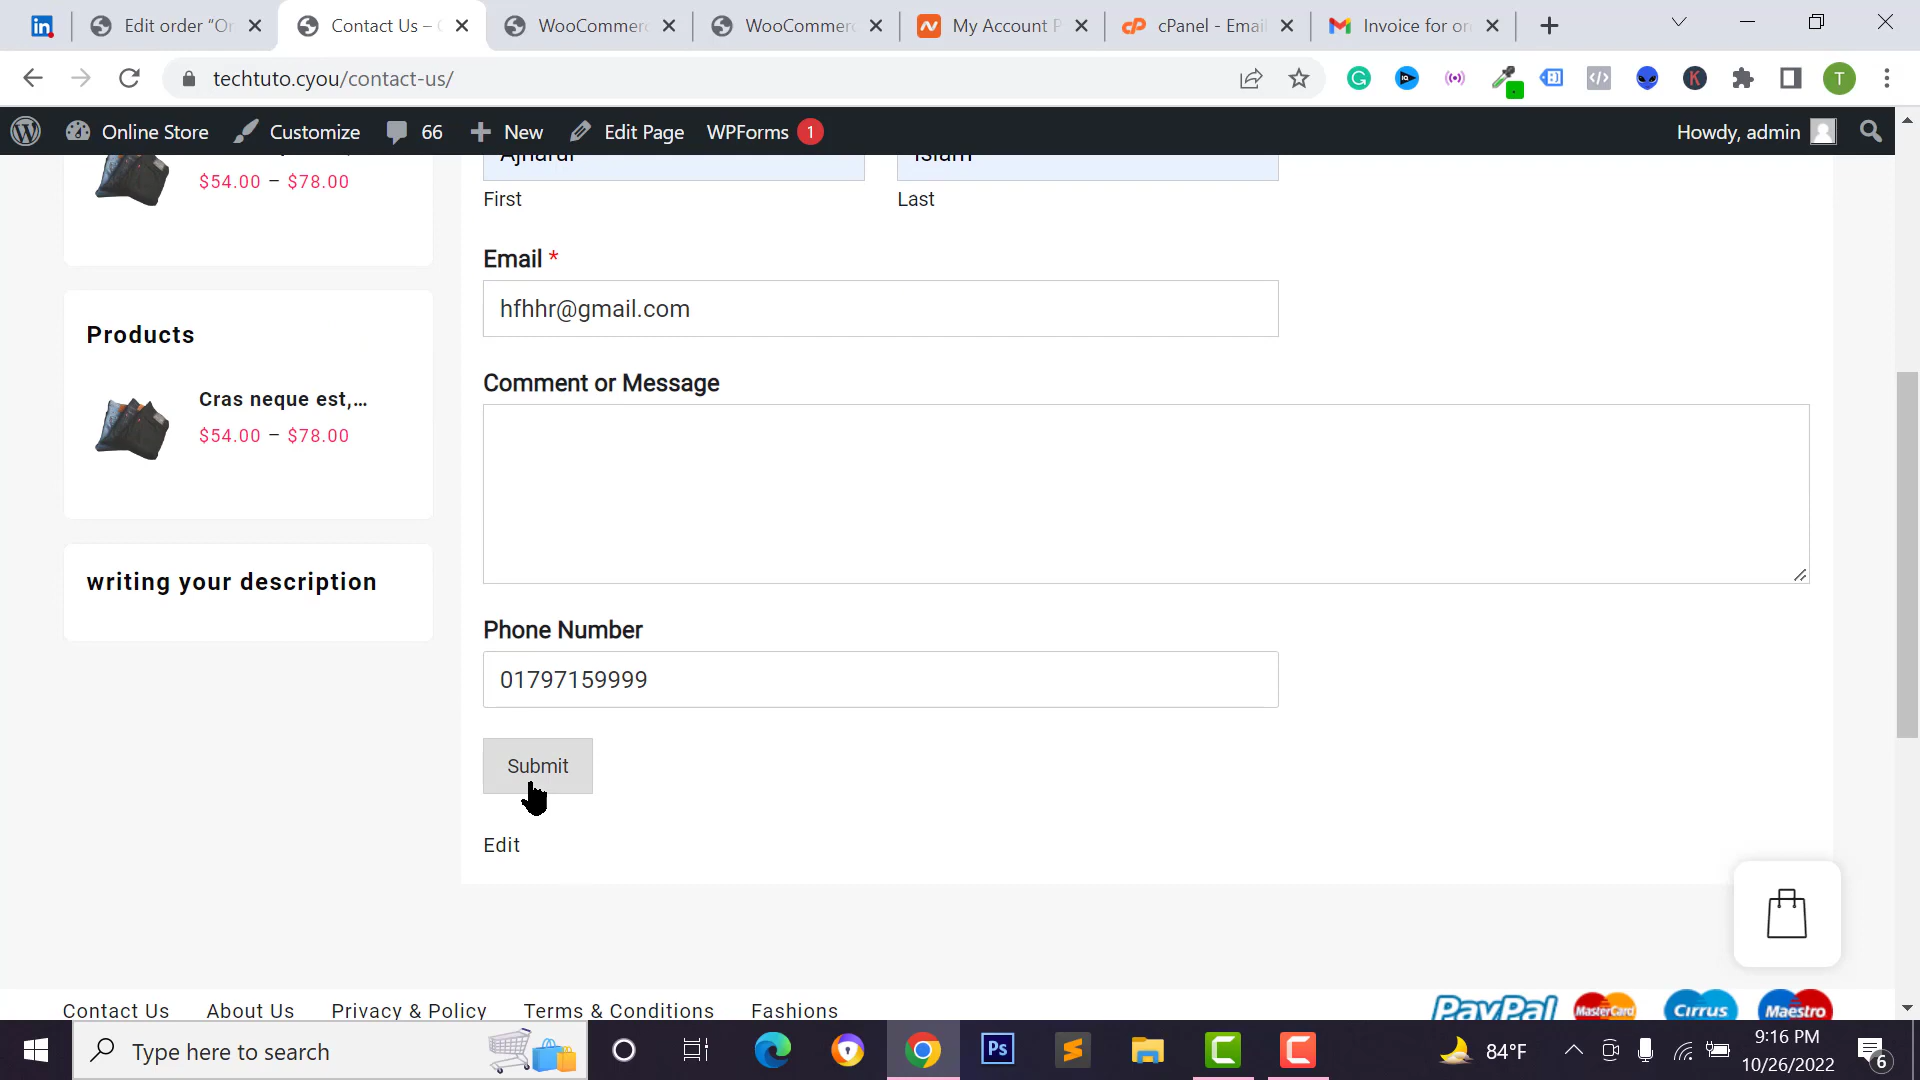 Edit order “Or
Contact Us – C
WooCommerc
WooCommerc
My Account P
cPanel - Email
Invoice for or
techtuto.cyou/contact-us/
T
Online Store
Customize
66
New
Edit Page
WPForms 1
Howdy, admin
$54.00 – $78.00
Ajharul
Islam
First
Last
Email *
hfhhr@gmail.com
Products
Cras neque est,...
$54.00 – $78.00
Comment or Message
writing your description
Phone Number
01797159999
Submit
Edit
Contact Us
About Us
Privacy & Policy
Terms & Conditions
Fashions
PayPal
MasterCard
Cirrus
Maestro
Type here to search
Ps
84°F
9:16 PM
10/26/2022
6